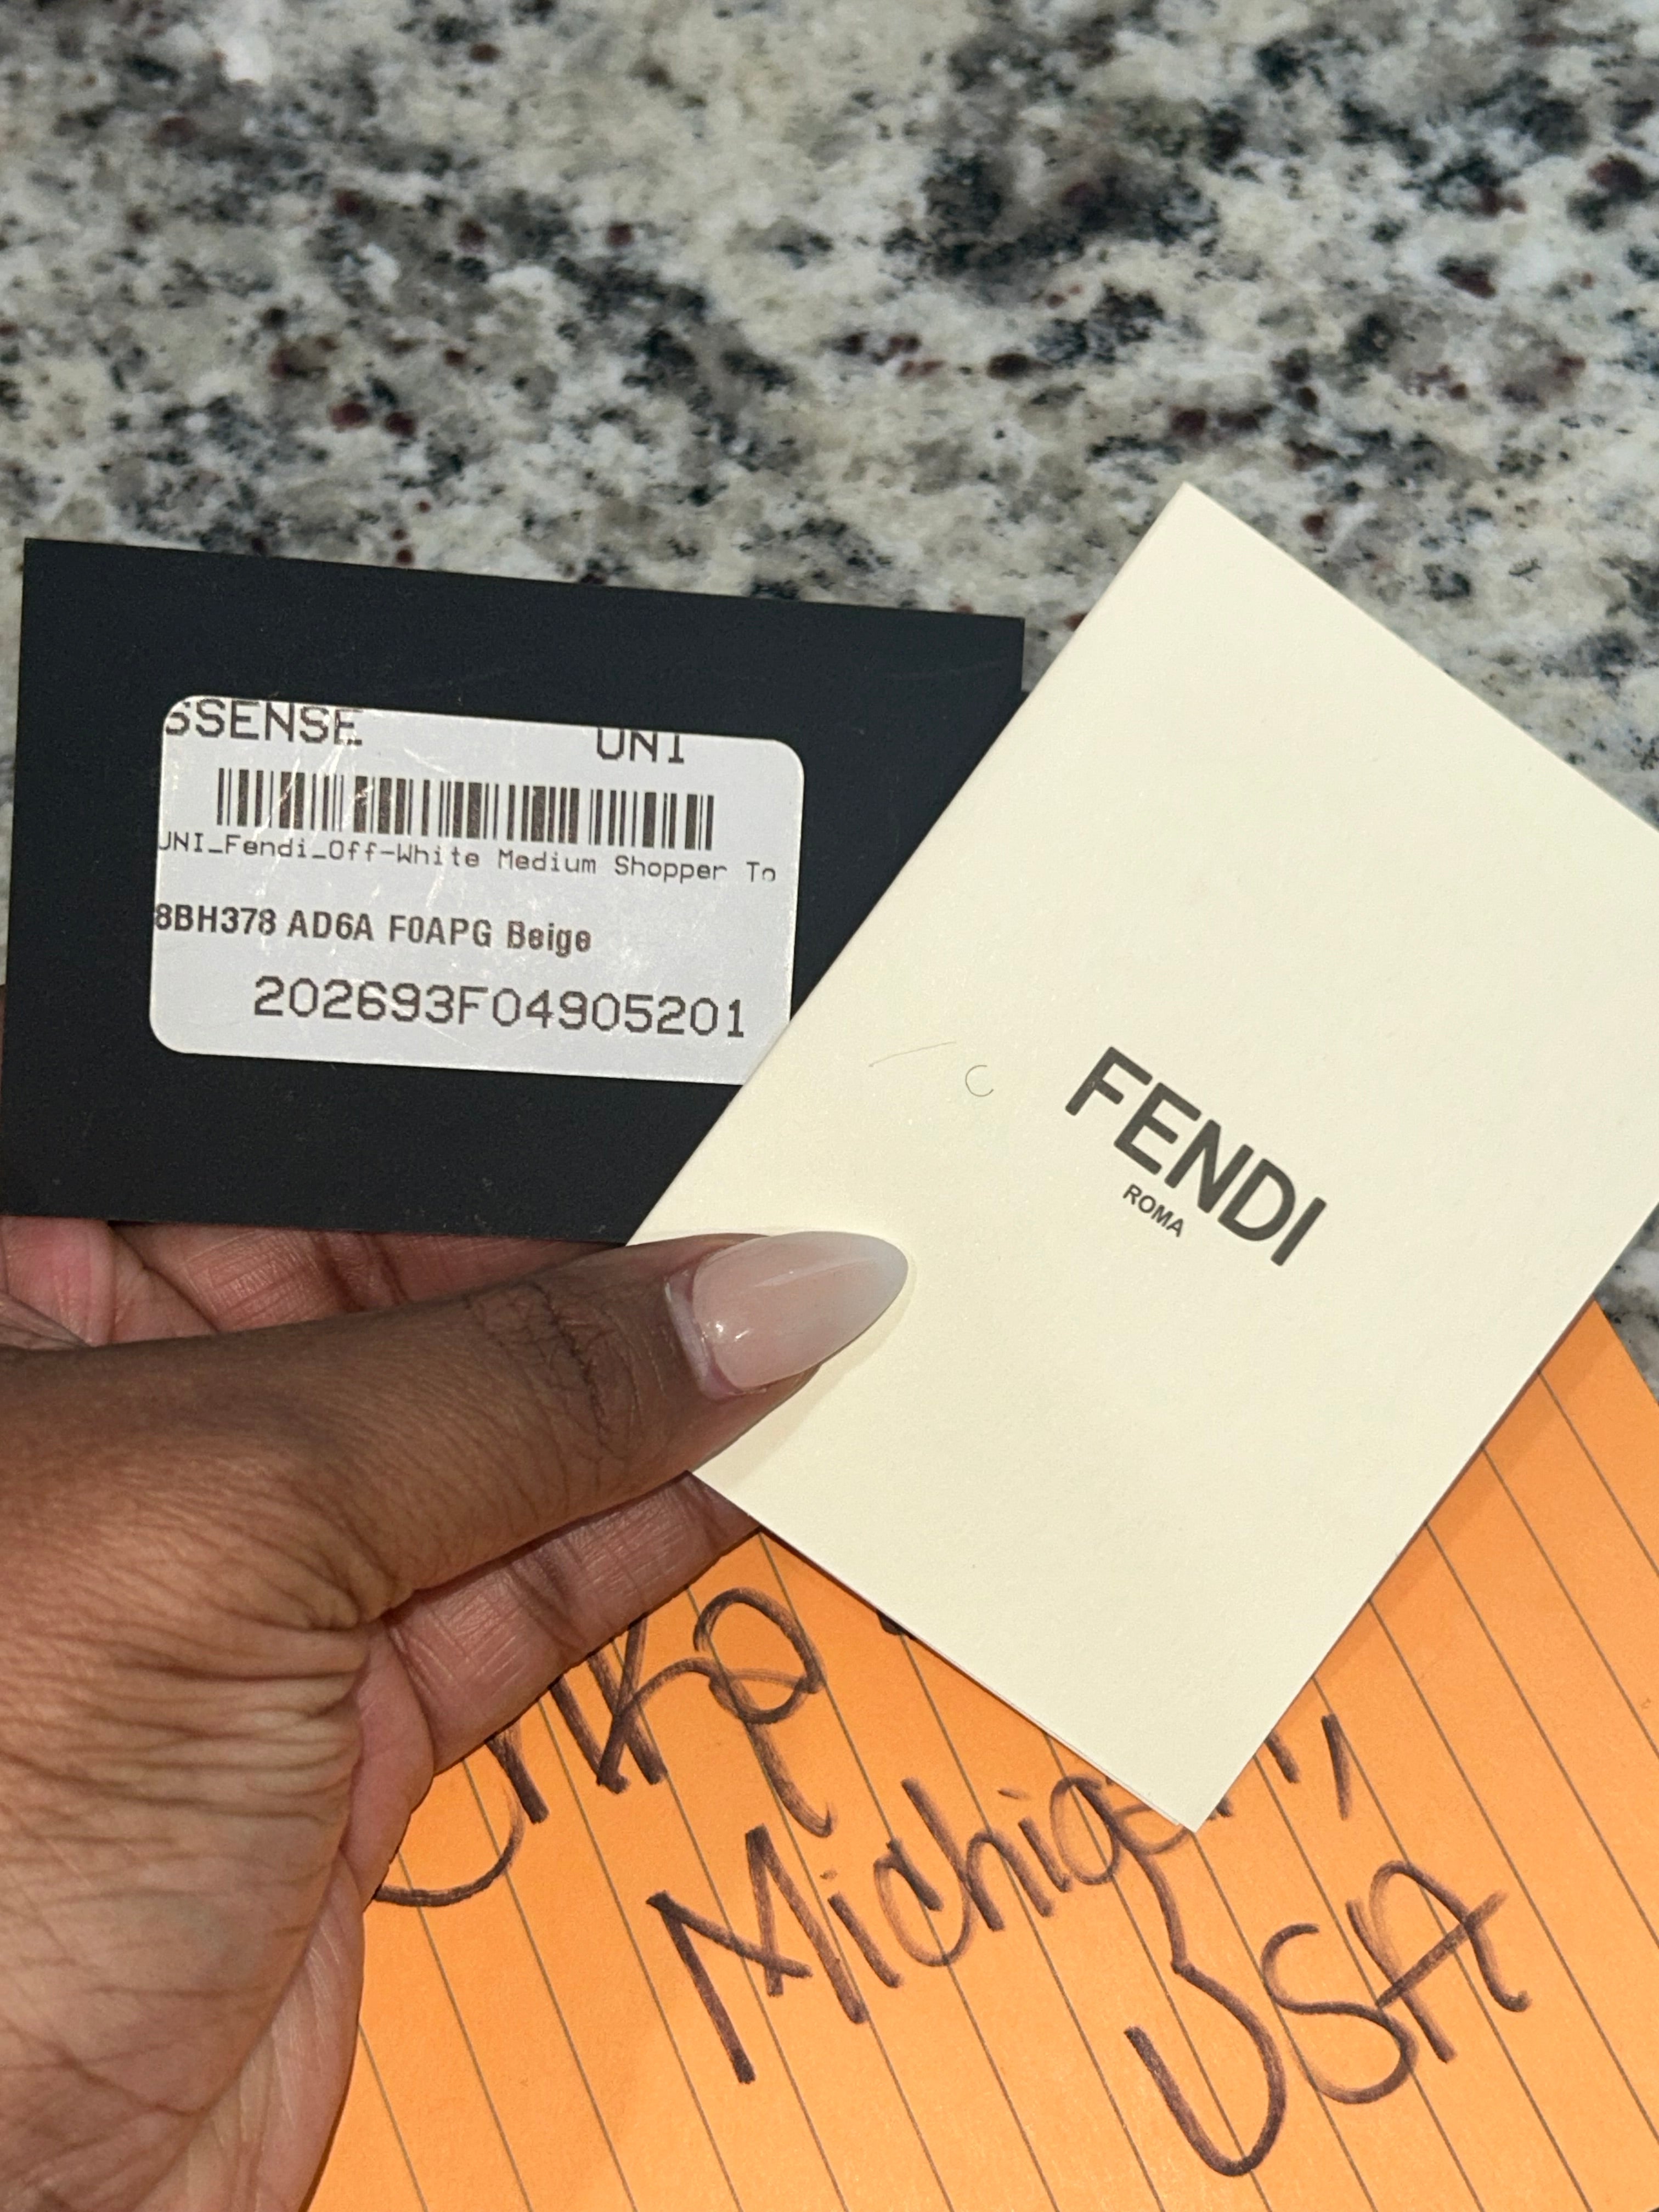 SSENSE UNI
UNI_Fendi_Off-White Medium Shopper To
8BH378 AD6A F0APG Beige
202693F04905201
FENDI
ROMA
Michigan,
USA